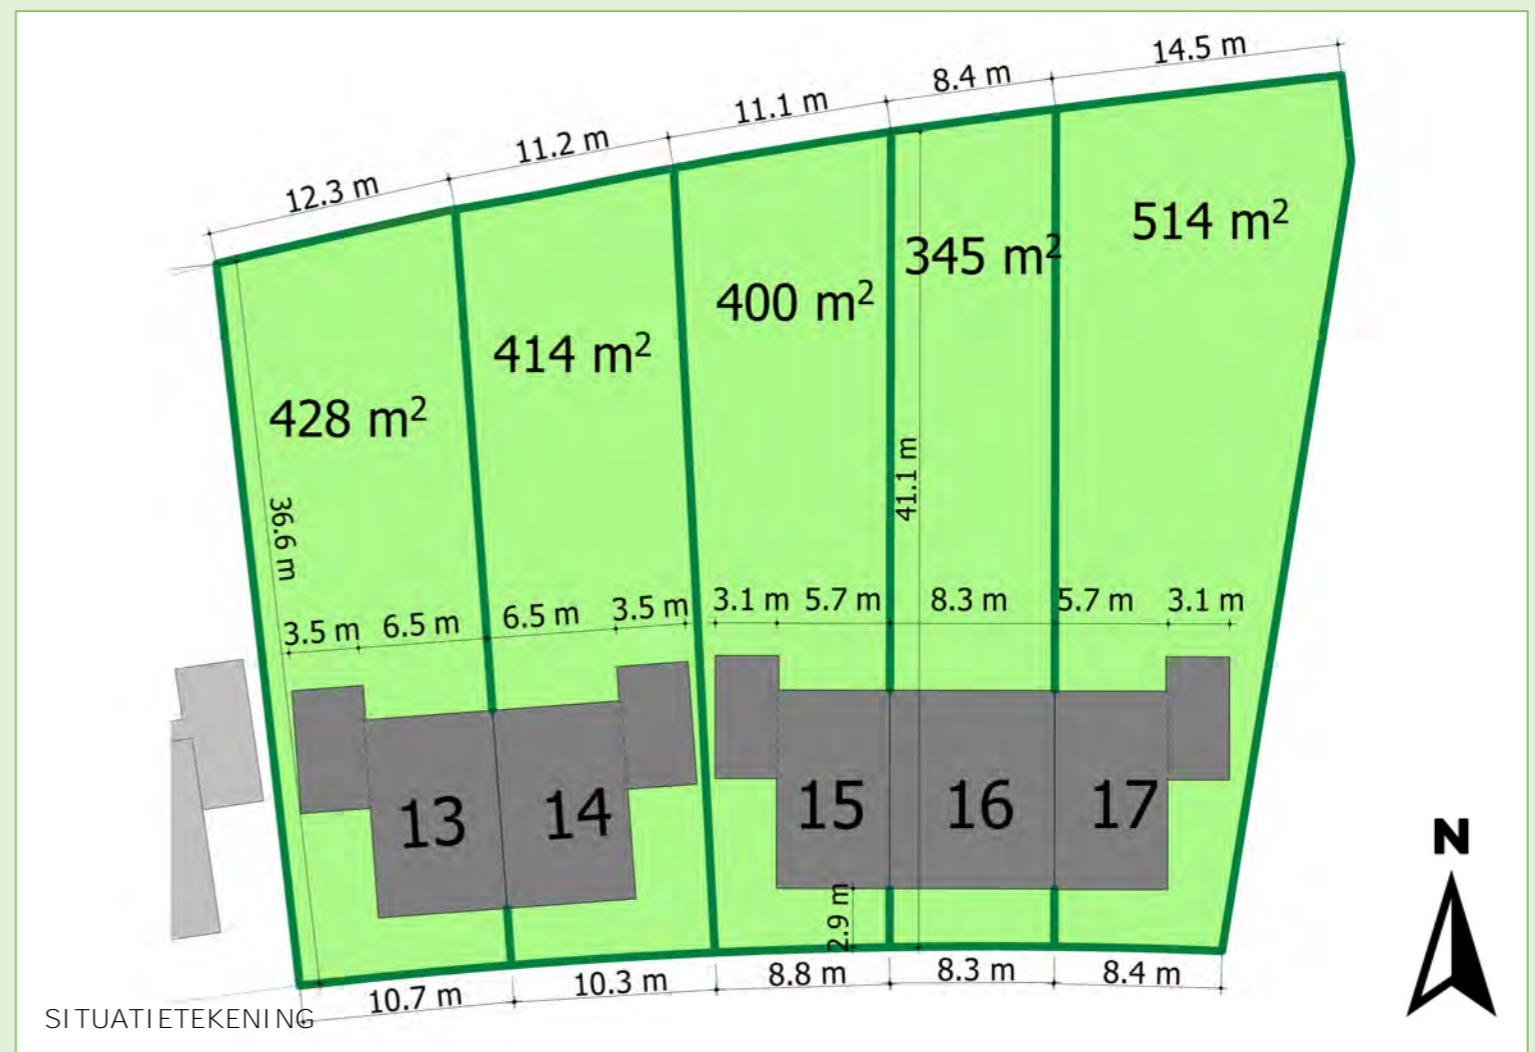 14.5 m
8.4 m
11.1 m
11.2 m
12.3 m
514 m²
345 m²
400 m²
414 m²
428 m²
41.1 m
36.6 m
3.5 m 6.5 m 6.5 m 3.5 m 3.1 m 5.7 m 8.3 m 5.7 m 3.1 m
13 14 15 16 17
N
2.9 m
10.7 m 10.3 m 8.8 m 8.3 m 8.4 m
SITUATIETEKENING